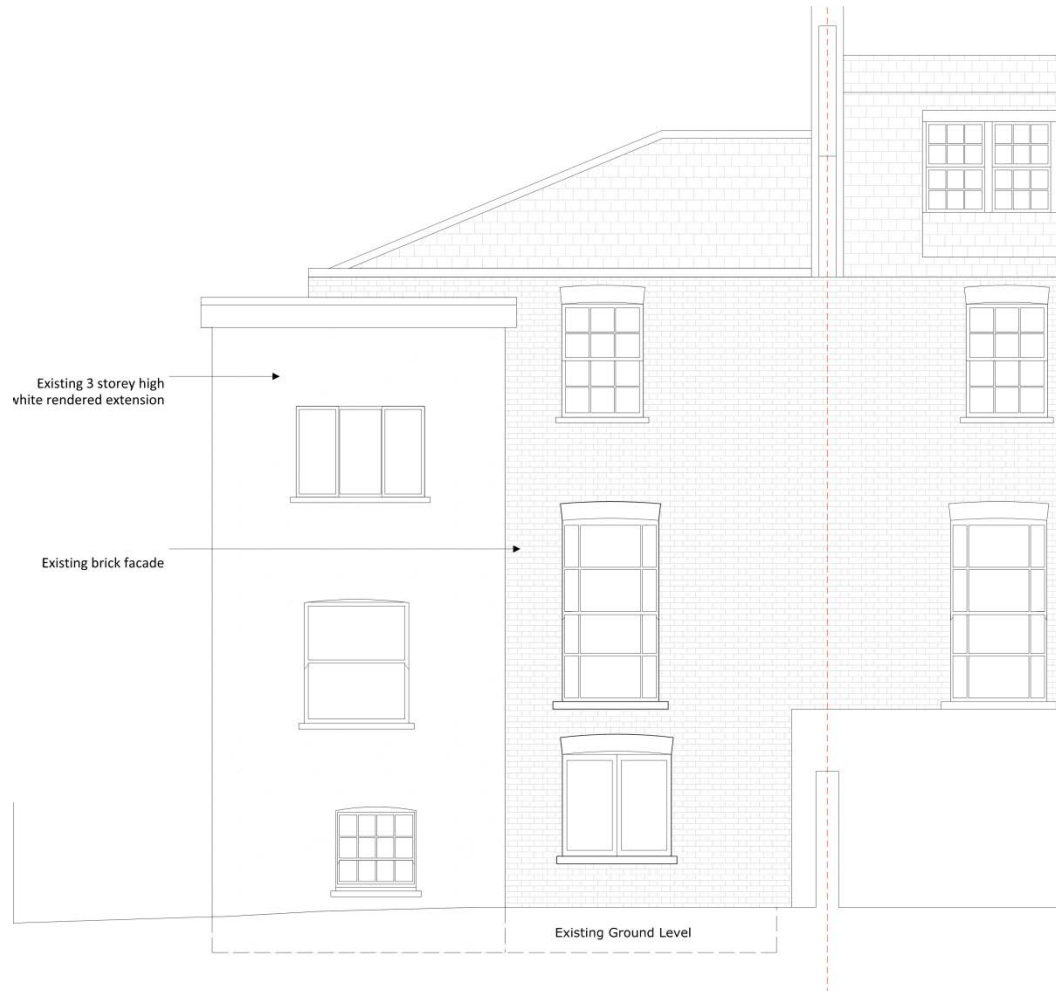 Existing 3 storey high
white rendered extension
Existing brick facade
Existing Ground Level